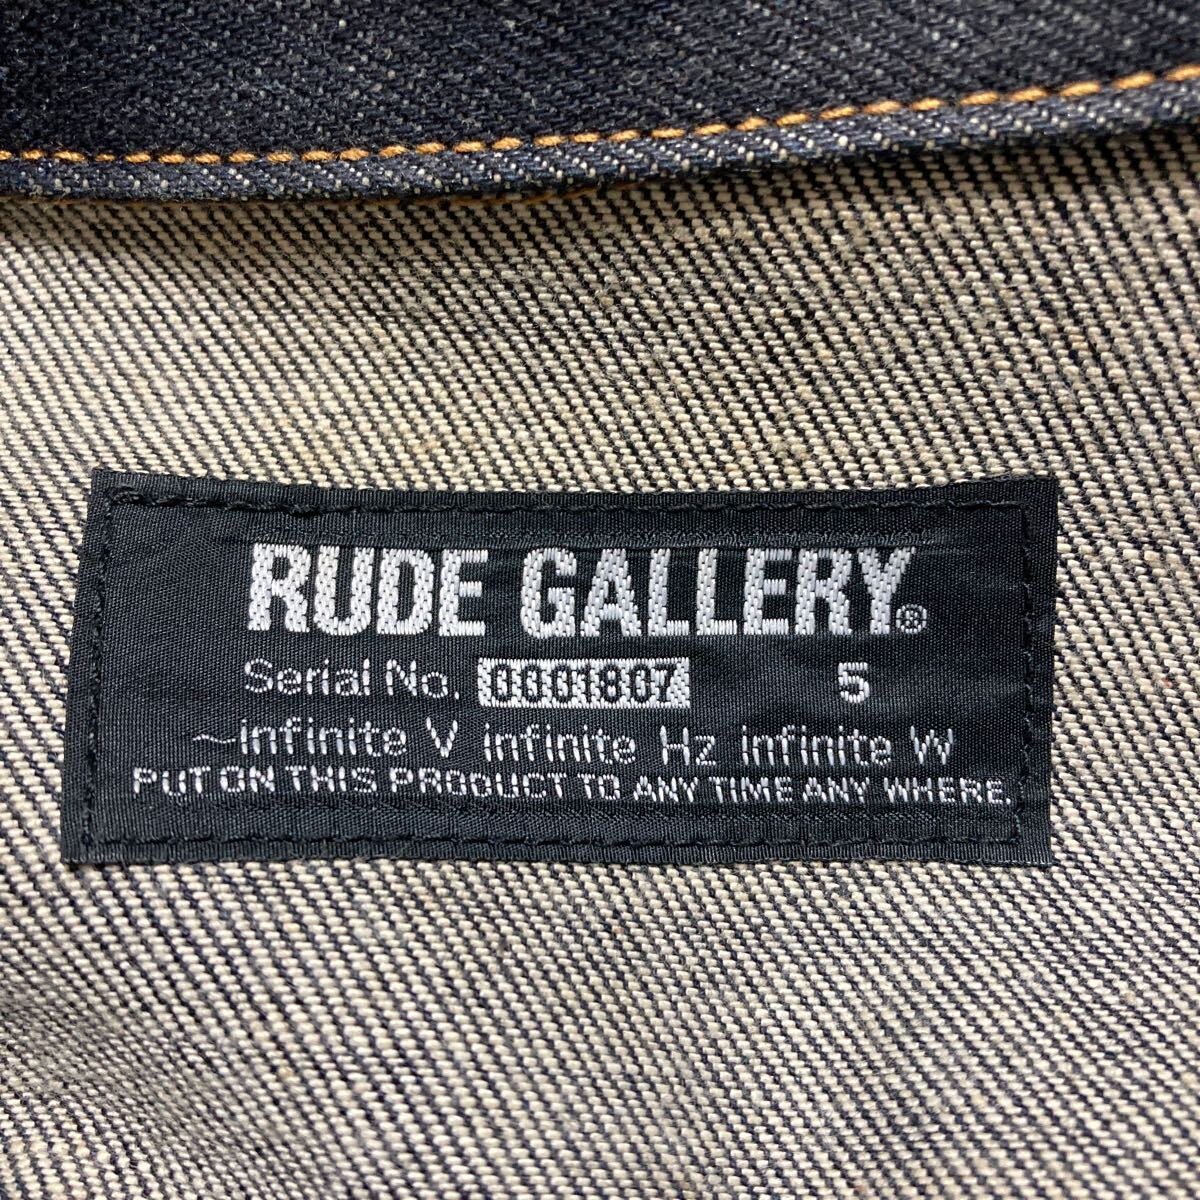 RUDE GALLERY®
Serial No. 0001807 5
~infinite V infinite Hz infinite W
PUT ON THIS PRODUCT TO ANY TIME ANY WHERE.